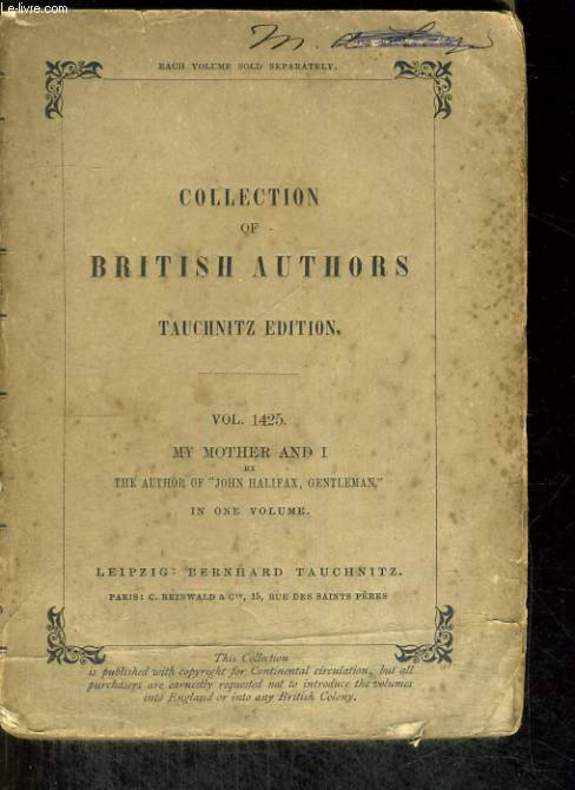 Le-livre.com
M.
EACH VOLUME SOLD SEPARATELY.
COLLECTION
OF
BRITISH AUTHORS
TAUCHNITZ EDITION.
VOL. 1425.
MY MOTHER AND I
BY
THE AUTHOR OF "JOHN HALIFAX, GENTLEMAN,"
IN ONE VOLUME.
LEIPZIG: BERNHARD TAUCHNITZ.
PARIS: C. REINWALD & Cie, 15, RUE DES SAINTS PÈRES
This Collection
is published with copyright for Continental circulation, but all
purchasers are earnestly requested not to introduce the volumes
into England or into any British Colony.